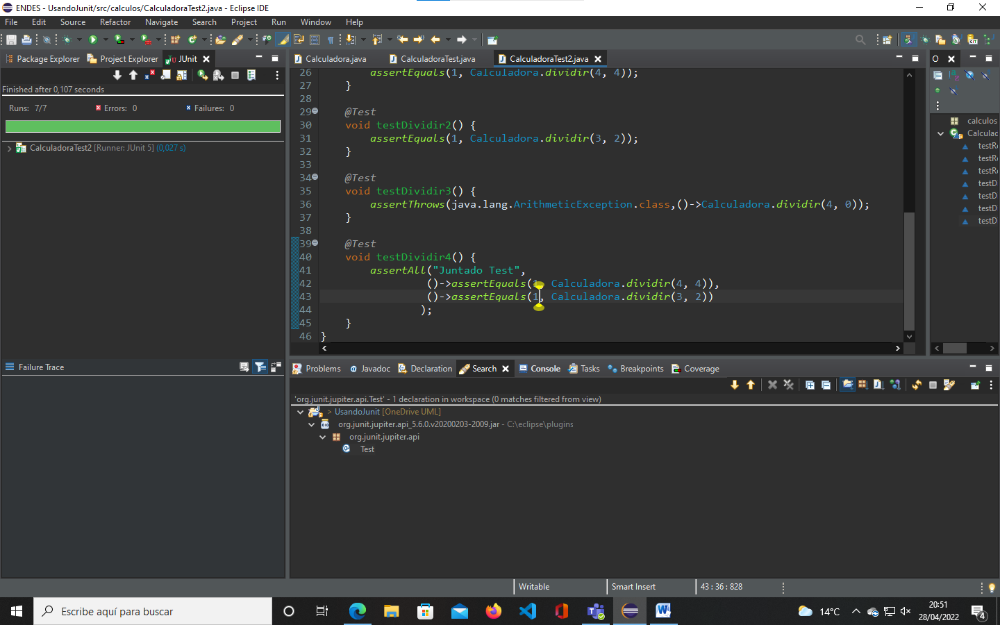 ENDES - UsandoJunit/src/calculos/CalculadoraTest2.java - Eclipse IDE
File Edit Source Refactor Navigate Search Project Run Window Help
Package Explorer Project Explorer JUnit
Finished after 0,107 seconds
Runs: 7/7 Errors: 0 Failures: 0
CalculadoraTest2 [Runner: JUnit 5] (0,027 s)
Failure Trace
Calculadora.java CalculadoraTest.java CalculadoraTest2.java
26 assertEquals(1, Calculadora.dividir(4, 4));
27 }
28
29 @Test
30 void testDividir2() {
31 assertEquals(1, Calculadora.dividir(3, 2));
32 }
33
34 @Test
35 void testDividir3() {
36 assertThrows(java.lang.ArithmeticException.class,()->Calculadora.dividir(4, 0));
37 }
38
39 @Test
40 void testDividir4() {
41 assertAll("Juntado Test",
42 ()->assertEquals(1, Calculadora.dividir(4, 4)),
43 ()->assertEquals(1, Calculadora.dividir(3, 2))
44 );
45 }
46 }
O
calculos
Calculac
testR
testR
testR
testD
testD
testD
testD
Problems Javadoc Declaration Search Console Tasks Breakpoints Coverage
'org.junit.jupiter.api.Test' - 1 declaration in workspace (0 matches filtered from view)
> UsandoJunit [OneDrive UML]
org.junit.jupiter.api_5.6.0.v20200203-2009.jar - C:\eclipse\plugins
org.junit.jupiter.api
Test
Writable Smart Insert 43 : 36 : 828
Escribe aquí para buscar
14°C
20:51
28/04/2022
4